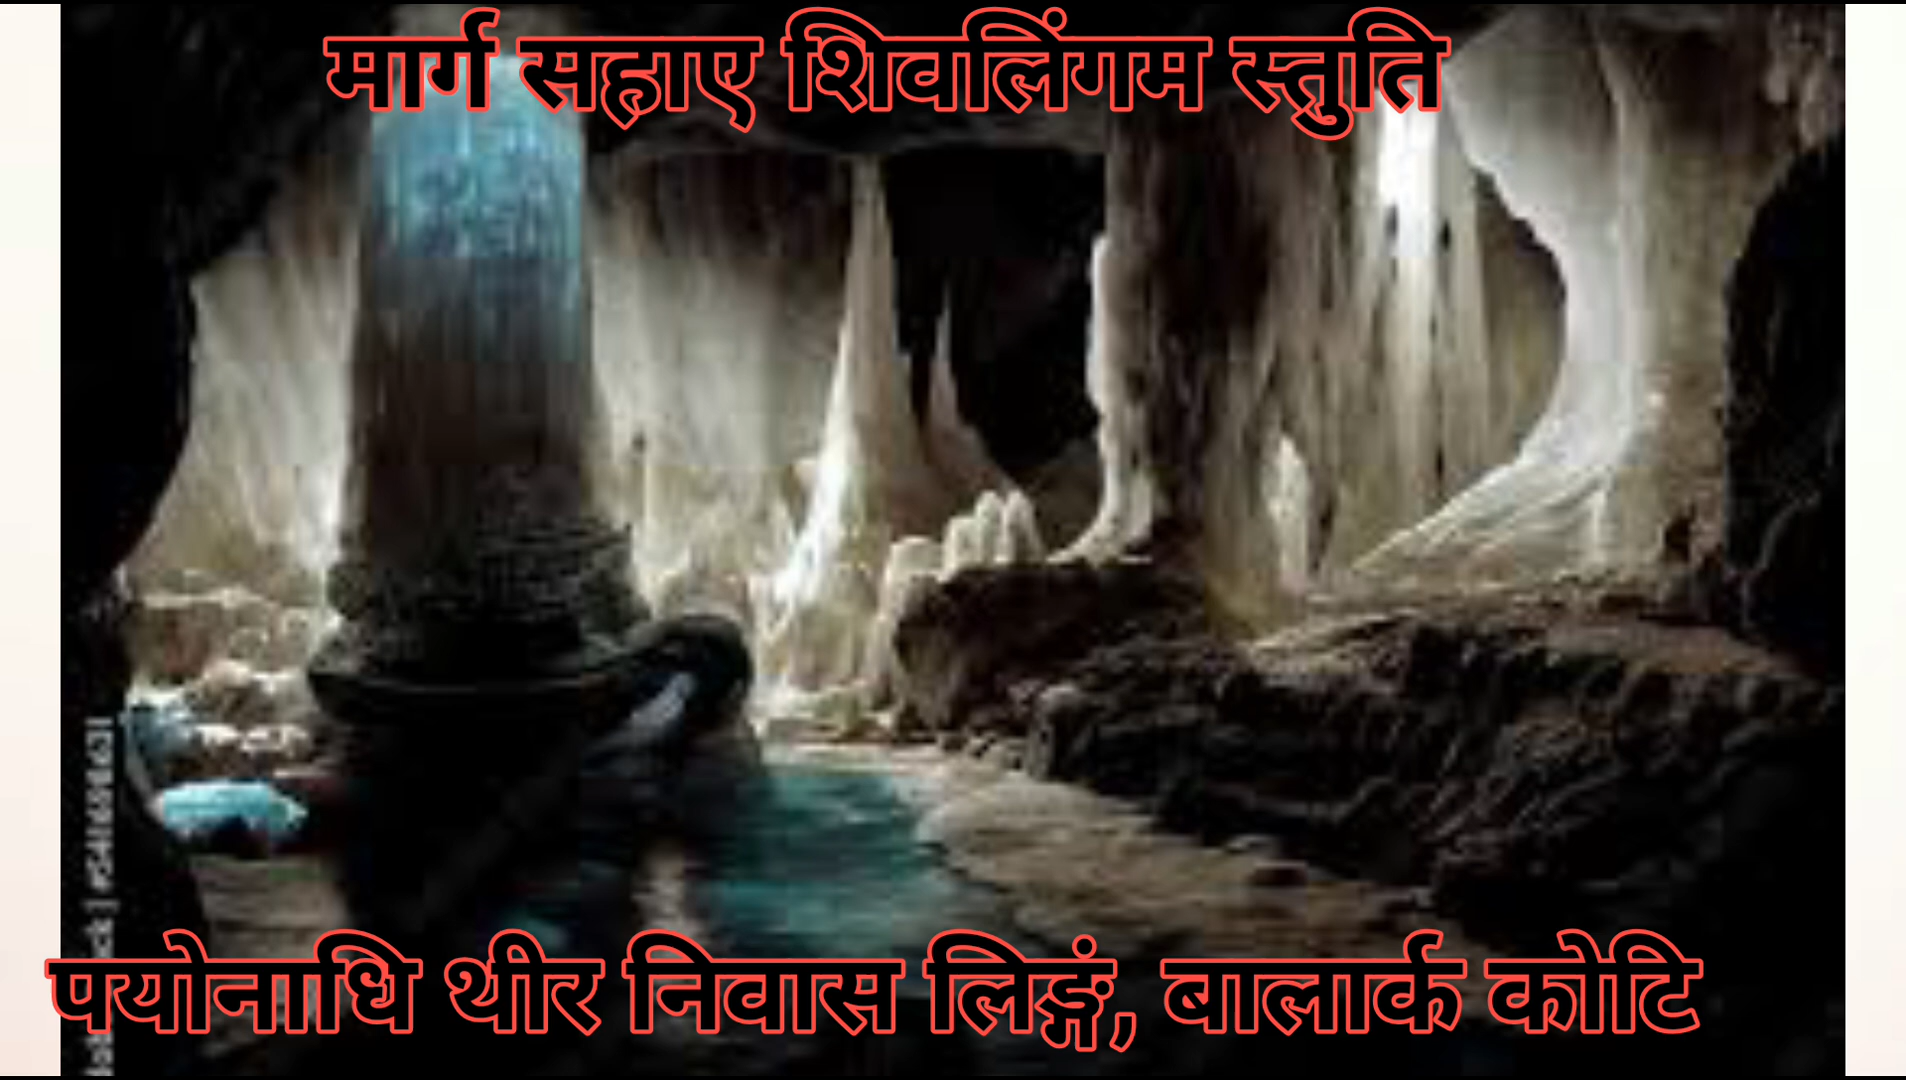 मार्ग सहाए शिवलिंगम स्तुति
पयोनाधि थीर निवास लिङ्गं, बालार्क कोटि